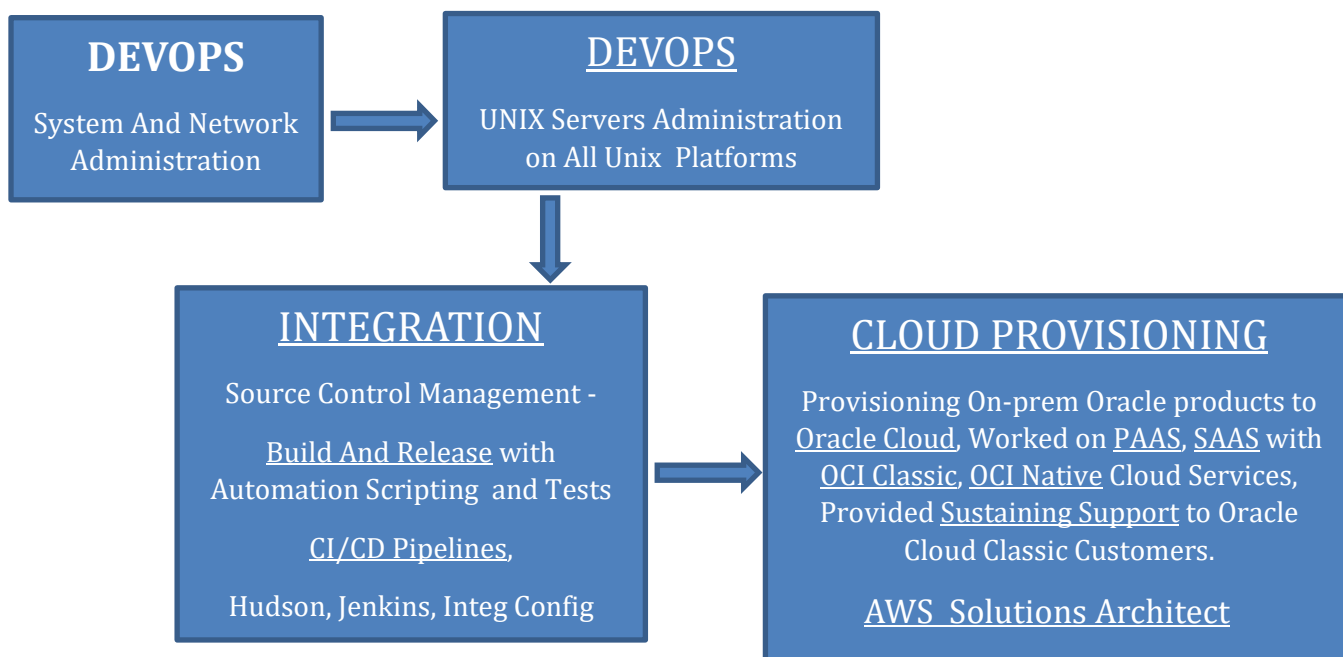 DEVOPS
System And Network
Administration
DEVOPS
UNIX Servers Administration
on All Unix Platforms
INTEGRATION
Source Control Management -
Build And Release with
Automation Scripting and Tests
CI/CD Pipelines,
Hudson, Jenkins, Integ Config
CLOUD PROVISIONING
Provisioning On-prem Oracle products to
Oracle Cloud, Worked on PAAS, SAAS with
OCI Classic, OCI Native Cloud Services,
Provided Sustaining Support to Oracle
Cloud Classic Customers.
AWS Solutions Architect